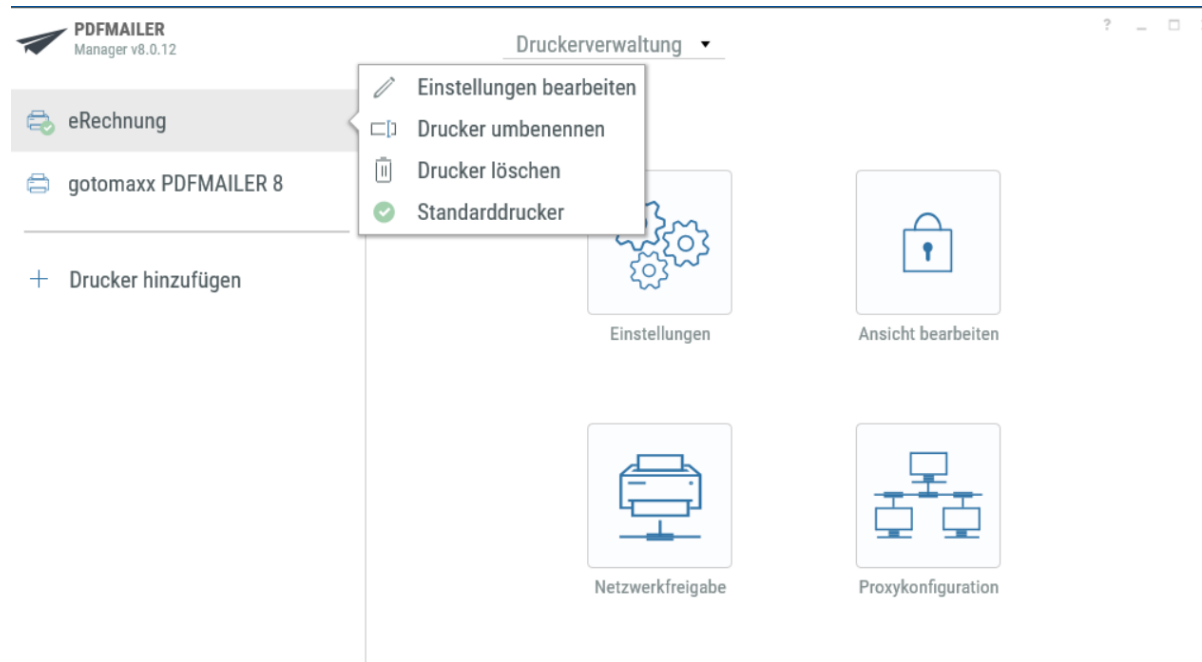 PDFMAILER
Manager v8.0.12
Druckerverwaltung
?
eRechnung
gotomaxx PDFMAILER 8
Drucker hinzufügen
Einstellungen bearbeiten
Drucker umbenennen
Drucker löschen
Standarddrucker
Einstellungen
Ansicht bearbeiten
Netzwerkfreigabe
Proxykonfiguration